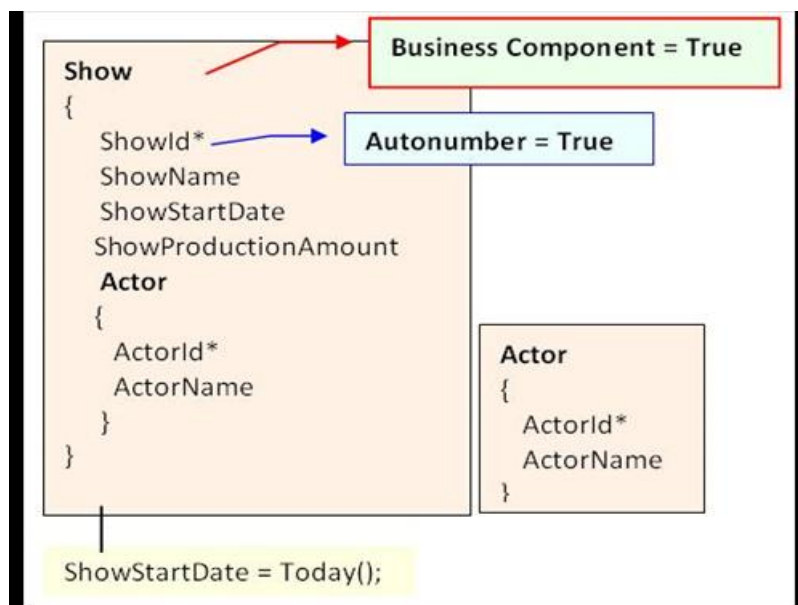 Business Component = True
Show
{
ShowId*
Autonumber = True
ShowName
ShowStartDate
ShowProductionAmount
Actor
{
ActorId*
ActorName
}
}
Actor
{
ActorId*
ActorName
}
ShowStartDate = Today();